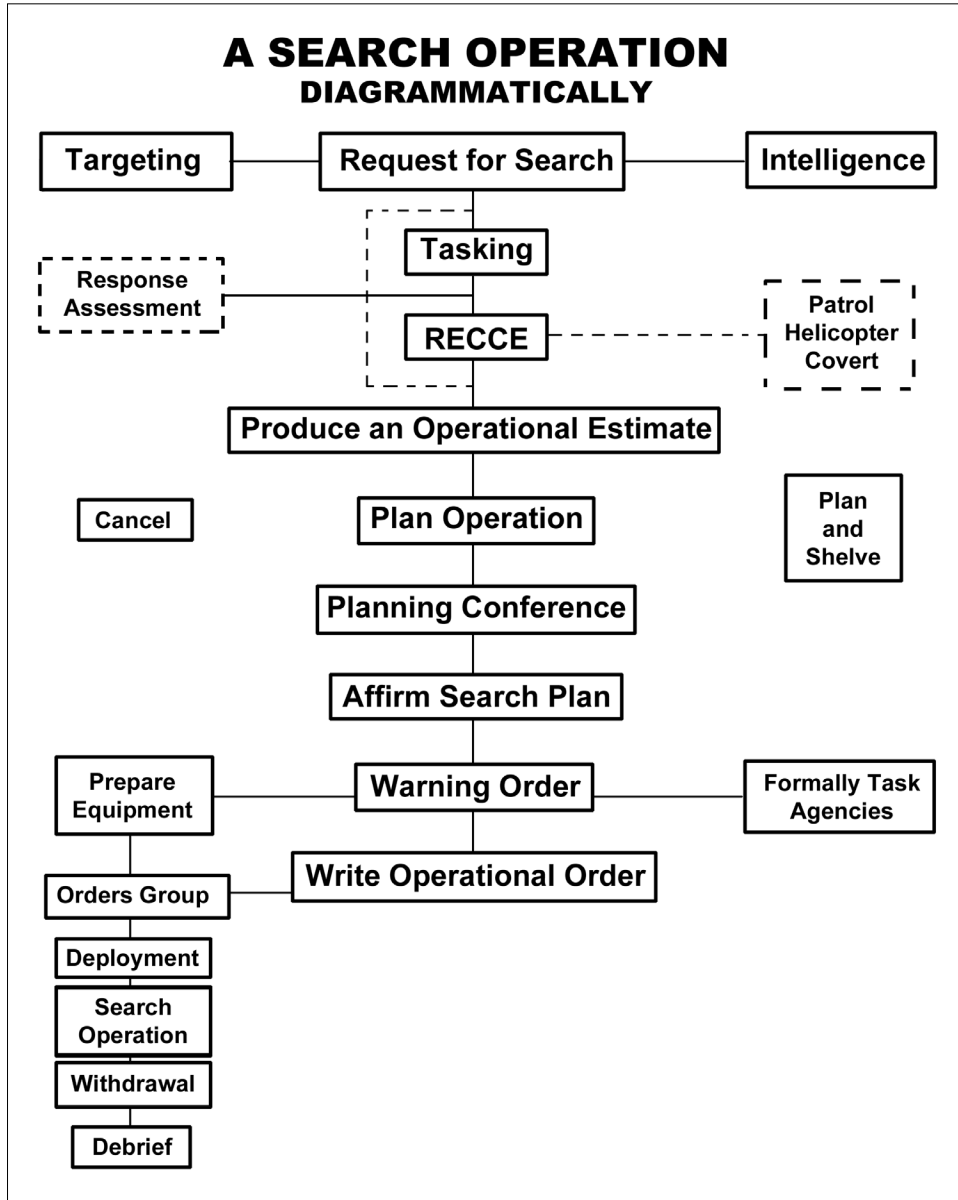 A SEARCH OPERATION
DIAGRAMMATICALLY
Targeting
Request for Search
Intelligence
Tasking
Response
Assessment
RECCE
Patrol
Helicopter
Covert
Produce an Operational Estimate
Cancel
Plan Operation
Plan
and
Shelve
Planning Conference
Affirm Search Plan
Prepare
Equipment
Warning Order
Formally Task
Agencies
Write Operational Order
Orders Group
Deployment
Search
Operation
Withdrawal
Debrief